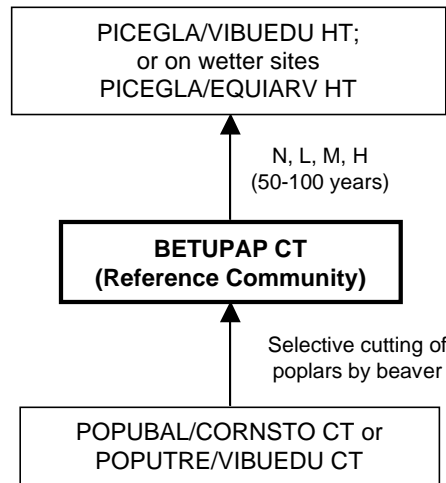 PICEGLA/VIBUEDU HT;
or on wetter sites
PICEGLA/EQUIARV HT
N, L, M, H
(50-100 years)
BETUPAP CT
(Reference Community)
Selective cutting of
poplars by beaver
POPUBAL/CORNSTO CT or
POPUTRE/VIBUEDU CT